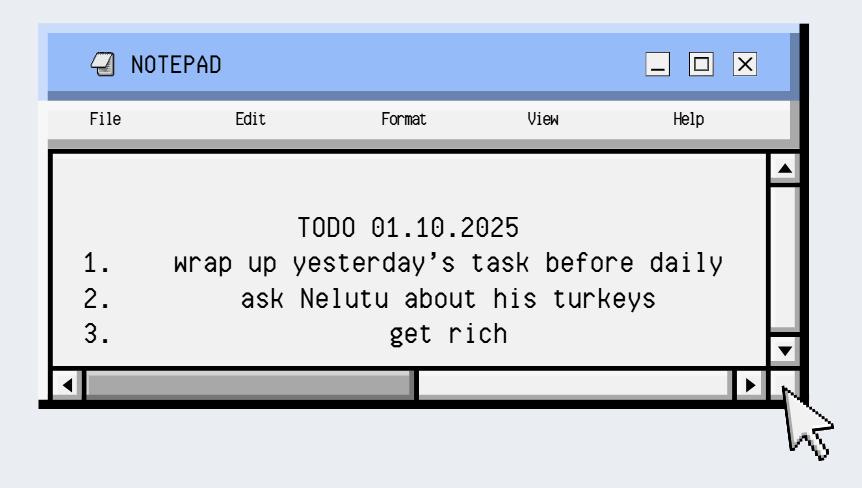 NOTEPAD
File Edit Format View Help
TODO 01.10.2025
1. wrap up yesterday's task before daily
2. ask Nelutu about his turkeys
3. get rich